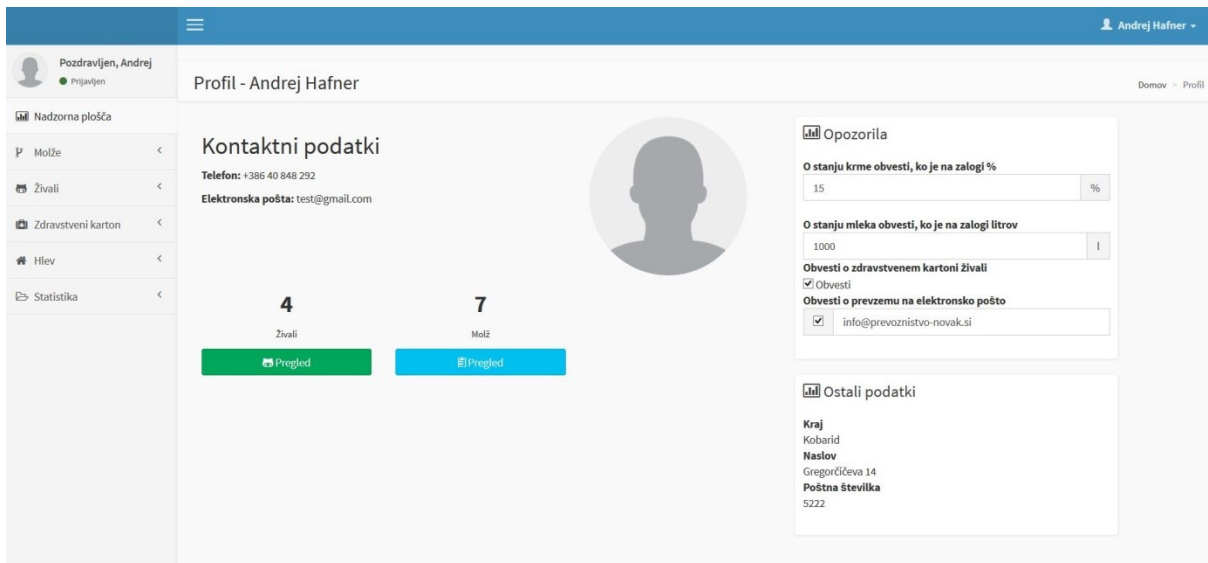 Andrej Hafner
Pozdravljen, Andrej
Prijavljen
Nadzorna plošča
Molže
Živali
Zdravstveni karton
Hlev
Statistika
Profil - Andrej Hafner
Domov > Profil
Kontaktni podatki
Telefon: +386 40 848 292
Elektronska pošta: test@gmail.com
4
Živali
Pregled
7
Molž
Pregled
Opozorila
O stanju krme obvesti, ko je na zalogi %
15 %
O stanju mleka obvesti, ko je na zalogi litrov
1000 l
Obvesti o zdravstvenem kartoni živali
Obvesti
Obvesti o prevzemu na elektronsko pošto
info@prevoznistvo-novak.si
Ostali podatki
Kraj
Kobarid
Naslov
Gregorčičeva 14
Poštna številka
5222